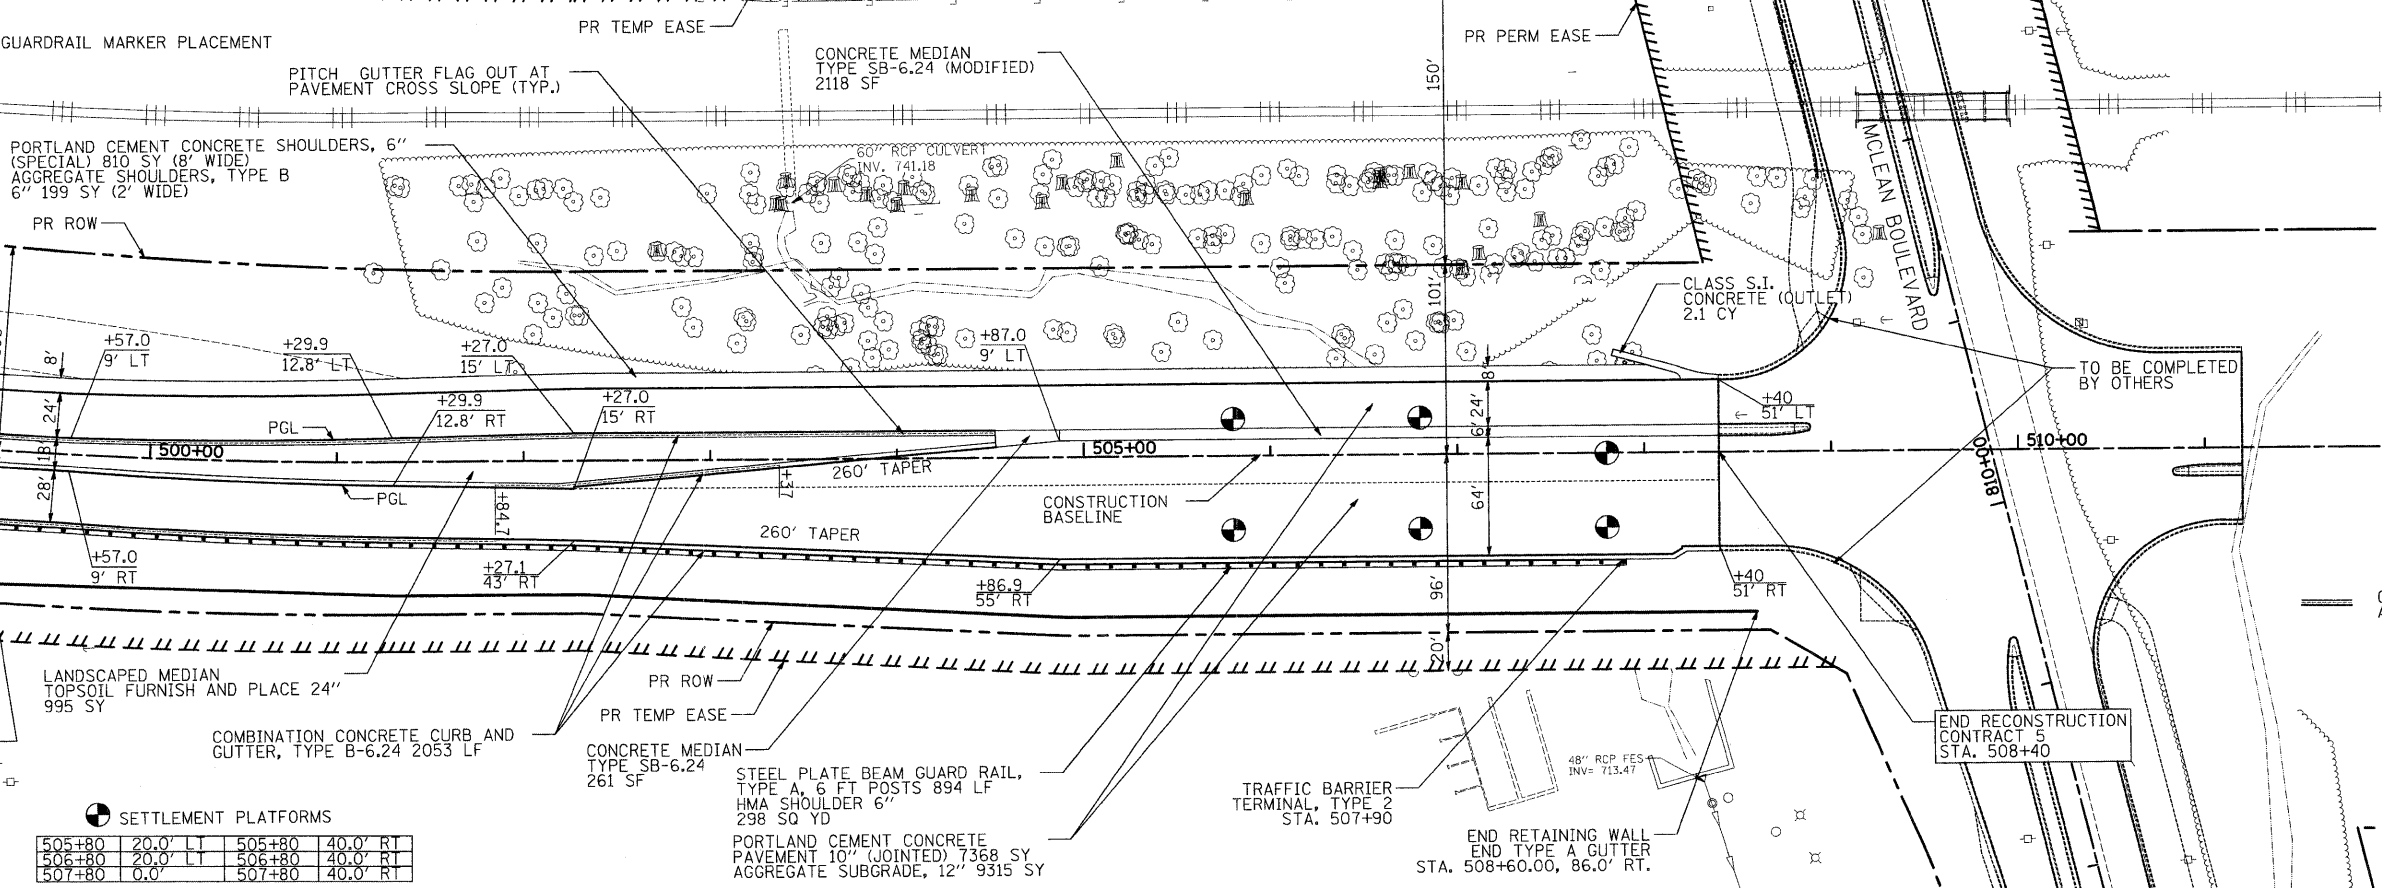 GUARDRAIL MARKER PLACEMENT
PR TEMP EASE
PR PERM EASE
PITCH GUTTER FLAG OUT AT
PAVEMENT CROSS SLOPE (TYP.)
CONCRETE MEDIAN
TYPE SB-6.24 (MODIFIED)
2118 SF
150'
PORTLAND CEMENT CONCRETE SHOULDERS, 6"
(SPECIAL) 810 SY (8' WIDE)
AGGREGATE SHOULDERS, TYPE B
6" 199 SY (2' WIDE)
60" RCP CULVERT
INV. 741.18
MCLEAN BOULEVARD
PR ROW
101'
CLASS S.I.
CONCRETE (OUTLET)
2.1 CY
8'
+57.0
9' LT
+29.9
12.8' LT
+27.0
15' LT
+87.0
9' LT
8'
TO BE COMPLETED
BY OTHERS
24'
PGL
+29.9
12.8' RT
+27.0
15' RT
24'
6'
+40
51' LT
18'
500+00
505+00
510+00
810+00
28'
PGL
+84.7
+37
260' TAPER
CONSTRUCTION
BASELINE
64'
260' TAPER
+57.0
9' RT
+27.1
43' RT
+86.9
55' RT
96'
+40
51' RT
20'
LANDSCAPED MEDIAN
TOPSOIL FURNISH AND PLACE 24"
995 SY
PR ROW
PR TEMP EASE
COMBINATION CONCRETE CURB AND
GUTTER, TYPE B-6.24 2053 LF
CONCRETE MEDIAN
TYPE SB-6.24
261 SF
END RECONSTRUCTION
CONTRACT 5
STA. 508+40
STEEL PLATE BEAM GUARD RAIL,
TYPE A, 6 FT POSTS 894 LF
HMA SHOULDER 6"
298 SQ YD
48" RCP FES
INV= 713.47
TRAFFIC BARRIER
TERMINAL, TYPE 2
STA. 507+90
PORTLAND CEMENT CONCRETE
PAVEMENT 10" (JOINTED) 7368 SY
AGGREGATE SUBGRADE, 12" 9315 SY
END RETAINING WALL
END TYPE A GUTTER
STA. 508+60.00, 86.0' RT.
SETTLEMENT PLATFORMS
505+80 20.0' LT 505+80 40.0' RT
506+80 20.0' LT 506+80 40.0' RT
507+80 0.0' 507+80 40.0' RT